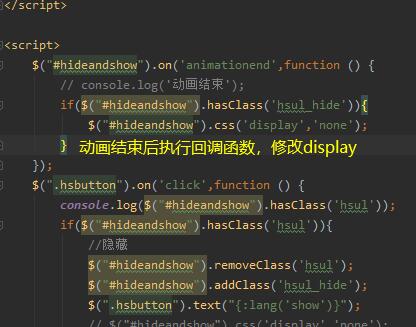 </script>
<script>
$("#hideandshow").on('animationend',function () {
// console.log('动画结束');
if($("#hideandshow").hasClass('hsul_hide')){
$("#hideandshow").css('display','none');
} 动画结束后执行回调函数，修改display
});
$(".hsbutton").on('click',function () {
console.log($("#hideandshow").hasClass('hsul'));
if($("#hideandshow").hasClass('hsul')){
//隐藏
$("#hideandshow").removeClass('hsul');
$("#hideandshow").addClass('hsul_hide');
$(".hsbutton").text("{:lang('show')}");
// $("#hideandshow").css('display','none');